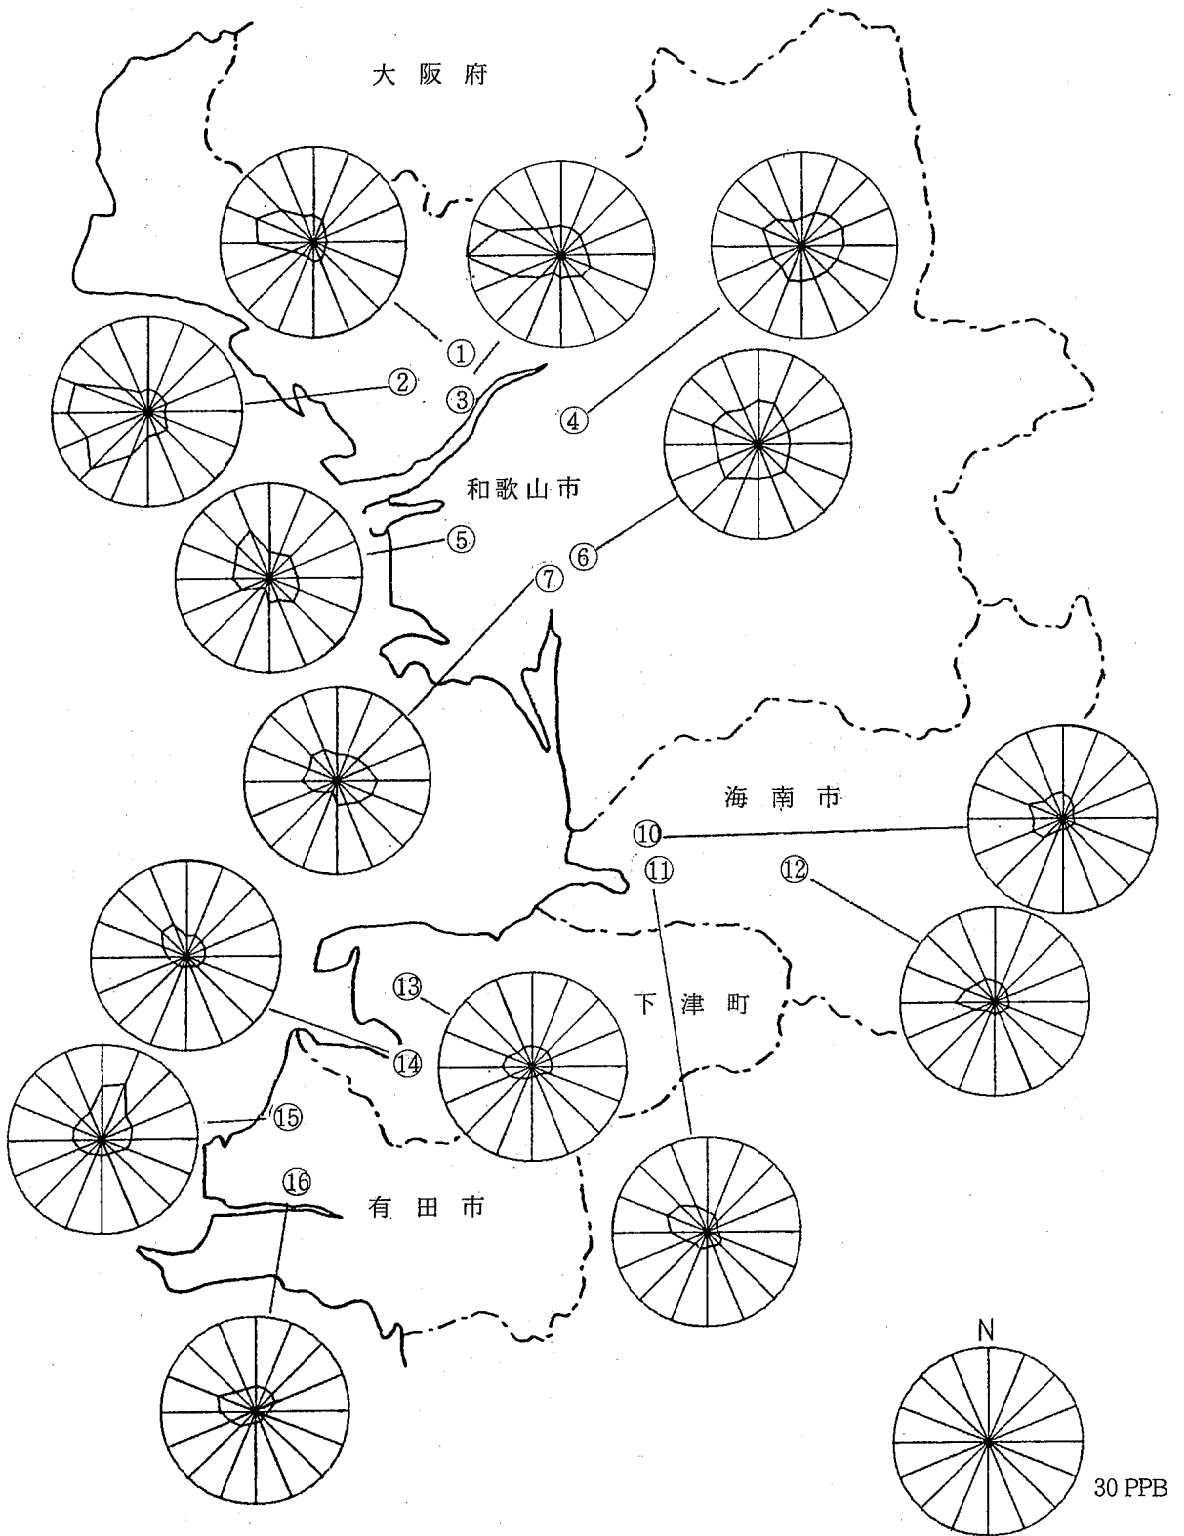 大阪府
①
②
③
④
和歌山市
⑤
⑥
⑦
海南市
⑩
⑪
⑫
⑬
下津町
⑭
⑮
⑯
有田市
N
30 PPB